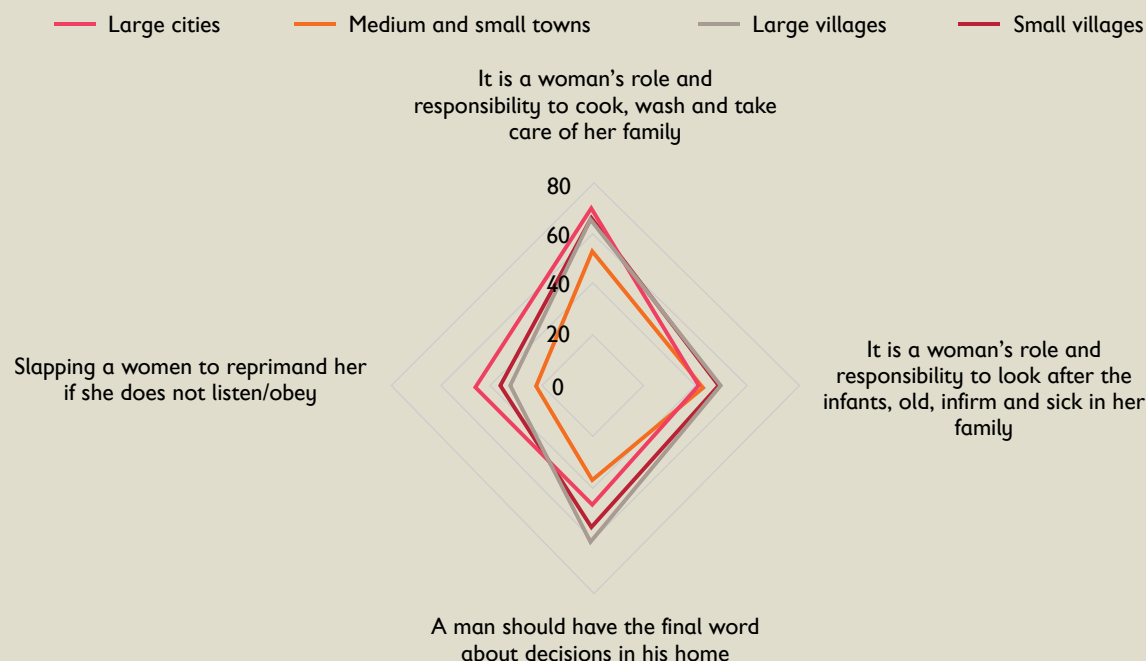 Large cities Medium and small towns Large villages Small villages
It is a woman's role and
responsibility to cook, wash and take
care of her family
80
60
40
20
0
Slapping a women to reprimand her
if she does not listen/obey
It is a woman's role and
responsibility to look after the
infants, old, infirm and sick in her
family
A man should have the final word
about decisions in his home